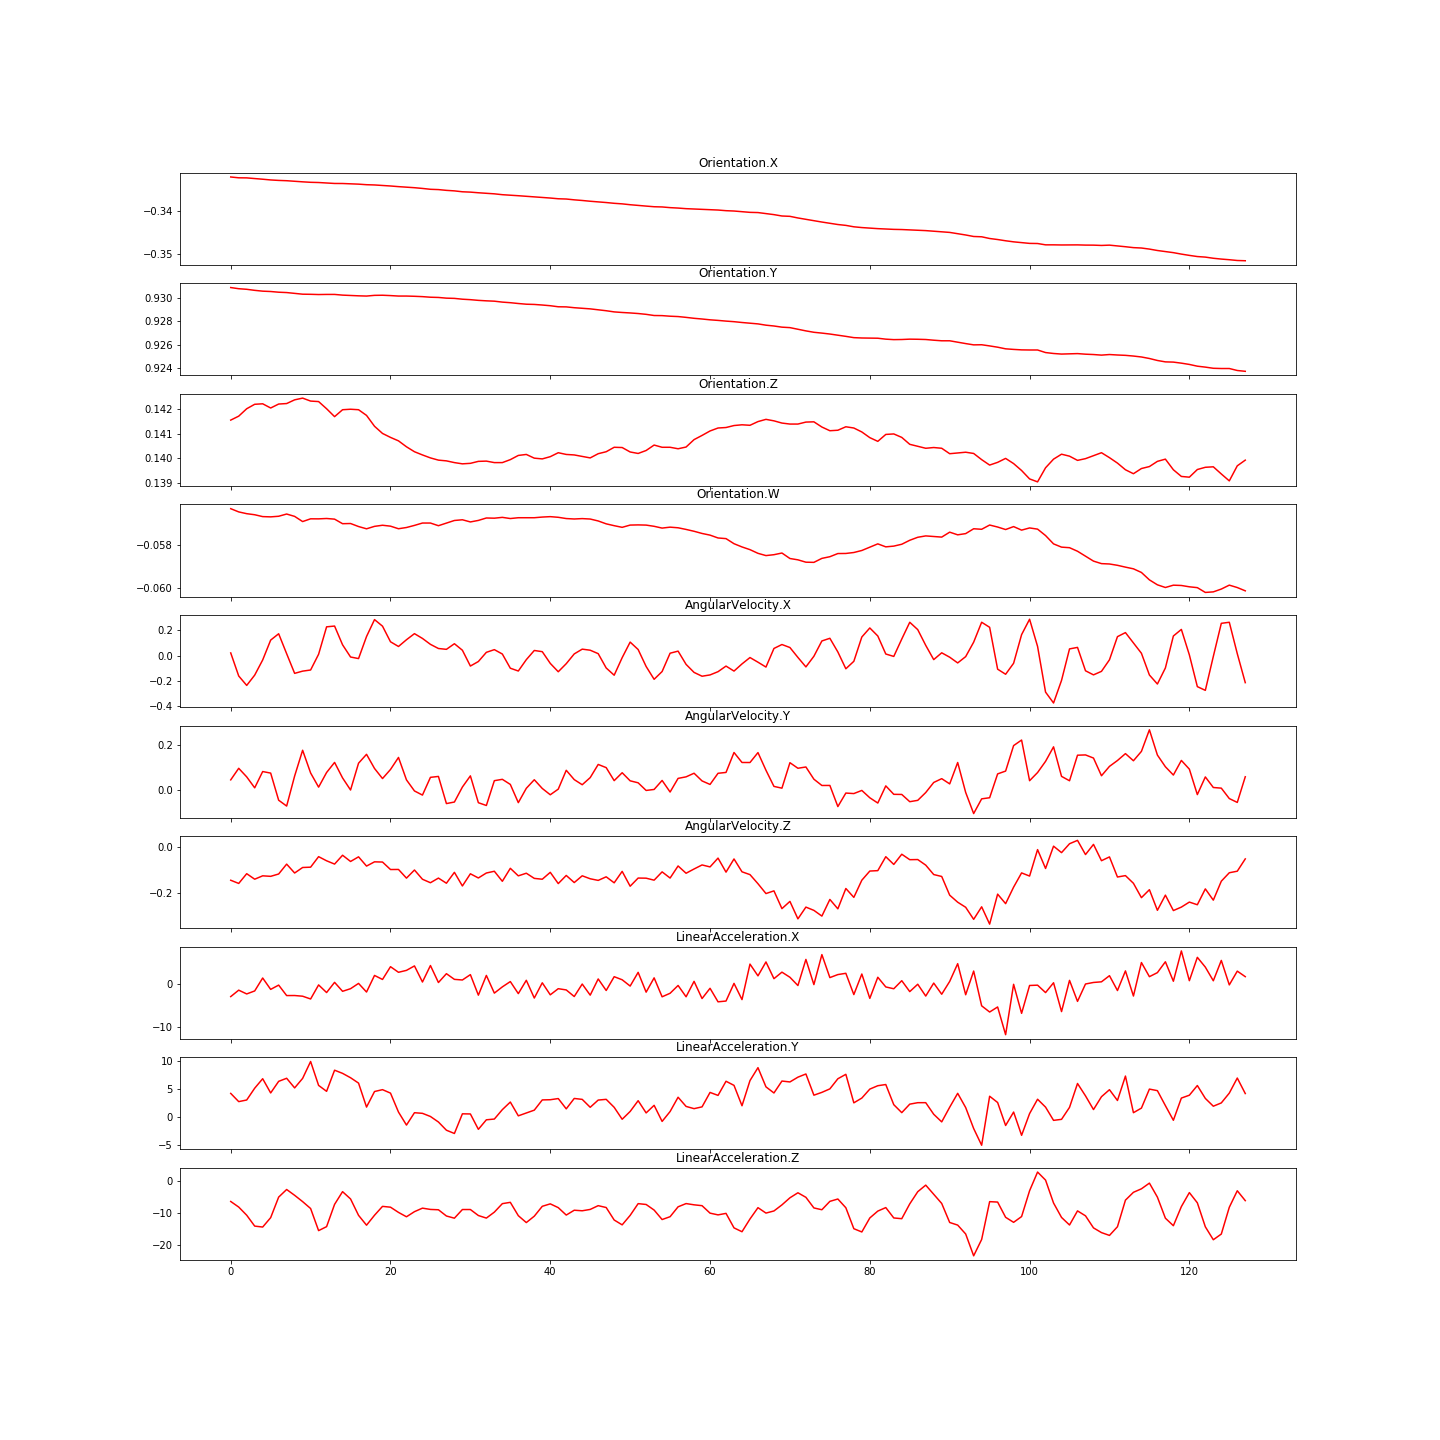 Orientation.X
−0.34
−0.35
Orientation.Y
0.930
0.928
0.926
0.924
Orientation.Z
0.142
0.141
0.140
0.139
Orientation.W
−0.058
−0.060
AngularVelocity.X
0.2
0.0
−0.2
−0.4
AngularVelocity.Y
0.2
0.0
AngularVelocity.Z
0.0
−0.2
LinearAcceleration.X
0
−10
LinearAcceleration.Y
10
5
0
−5
LinearAcceleration.Z
0
−10
−20
0 20 40 60 80 100 120